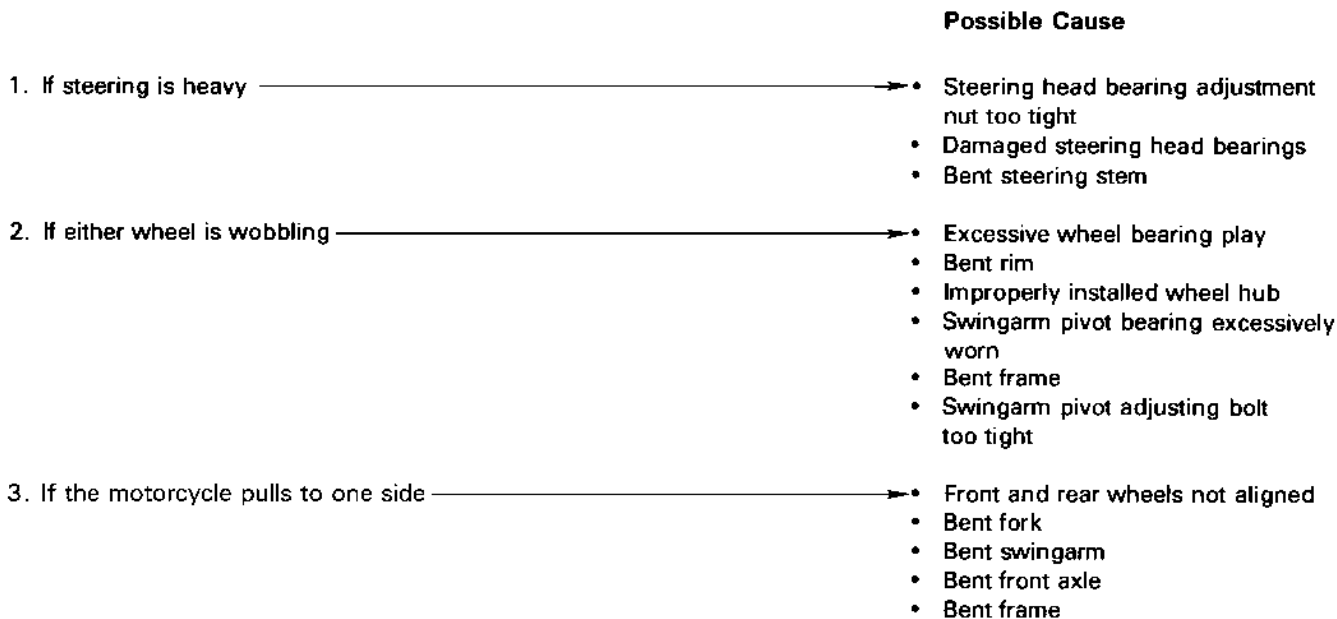 Possible Cause
1. If steering is heavy • Steering head bearing adjustment
nut too tight
• Damaged steering head bearings
• Bent steering stem
2. If either wheel is wobbling • Excessive wheel bearing play
• Bent rim
• Improperly installed wheel hub
• Swingarm pivot bearing excessively
worn
• Bent frame
• Swingarm pivot adjusting bolt
too tight
3. If the motorcycle pulls to one side • Front and rear wheels not aligned
• Bent fork
• Bent swingarm
• Bent front axle
• Bent frame